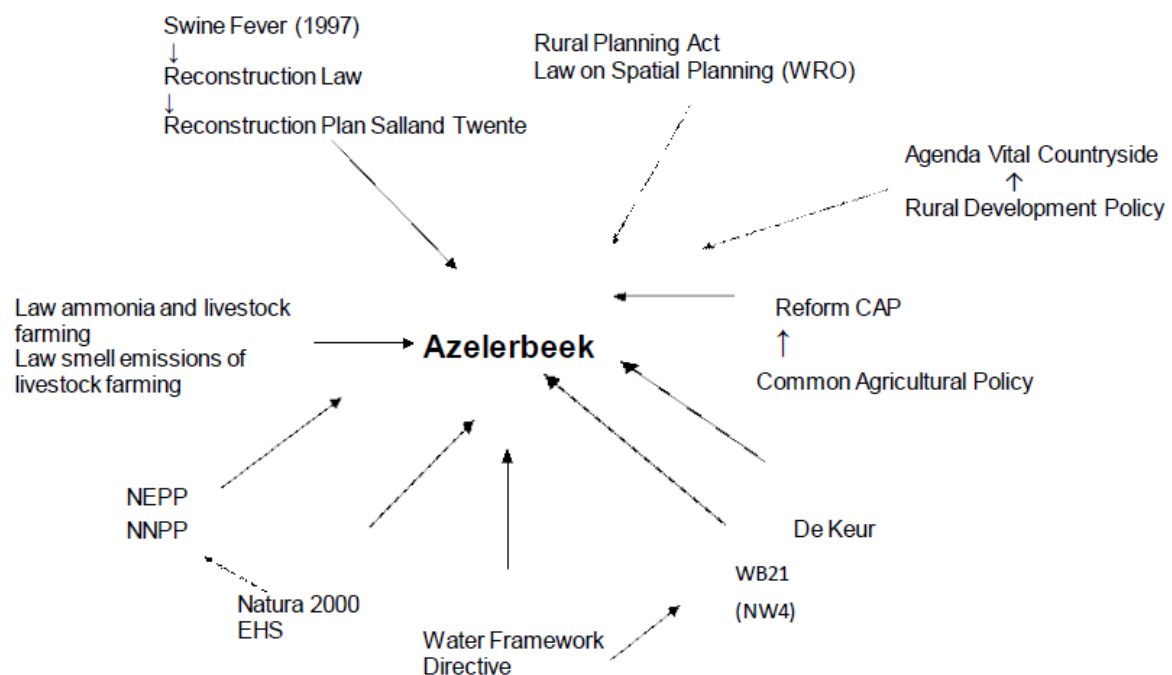 Swine Fever (1997)
↓
Reconstruction Law
↓
Reconstruction Plan Salland Twente
Rural Planning Act
Law on Spatial Planning (WRO)
Agenda Vital Countryside
↑
Rural Development Policy
Law ammonia and livestock
farming
Law smell emissions of
livestock farming
Azelerbeek
Reform CAP
↑
Common Agricultural Policy
NEPP
NNPP
Natura 2000
EHS
Water Framework
Directive
De Keur
WB21
(NW4)